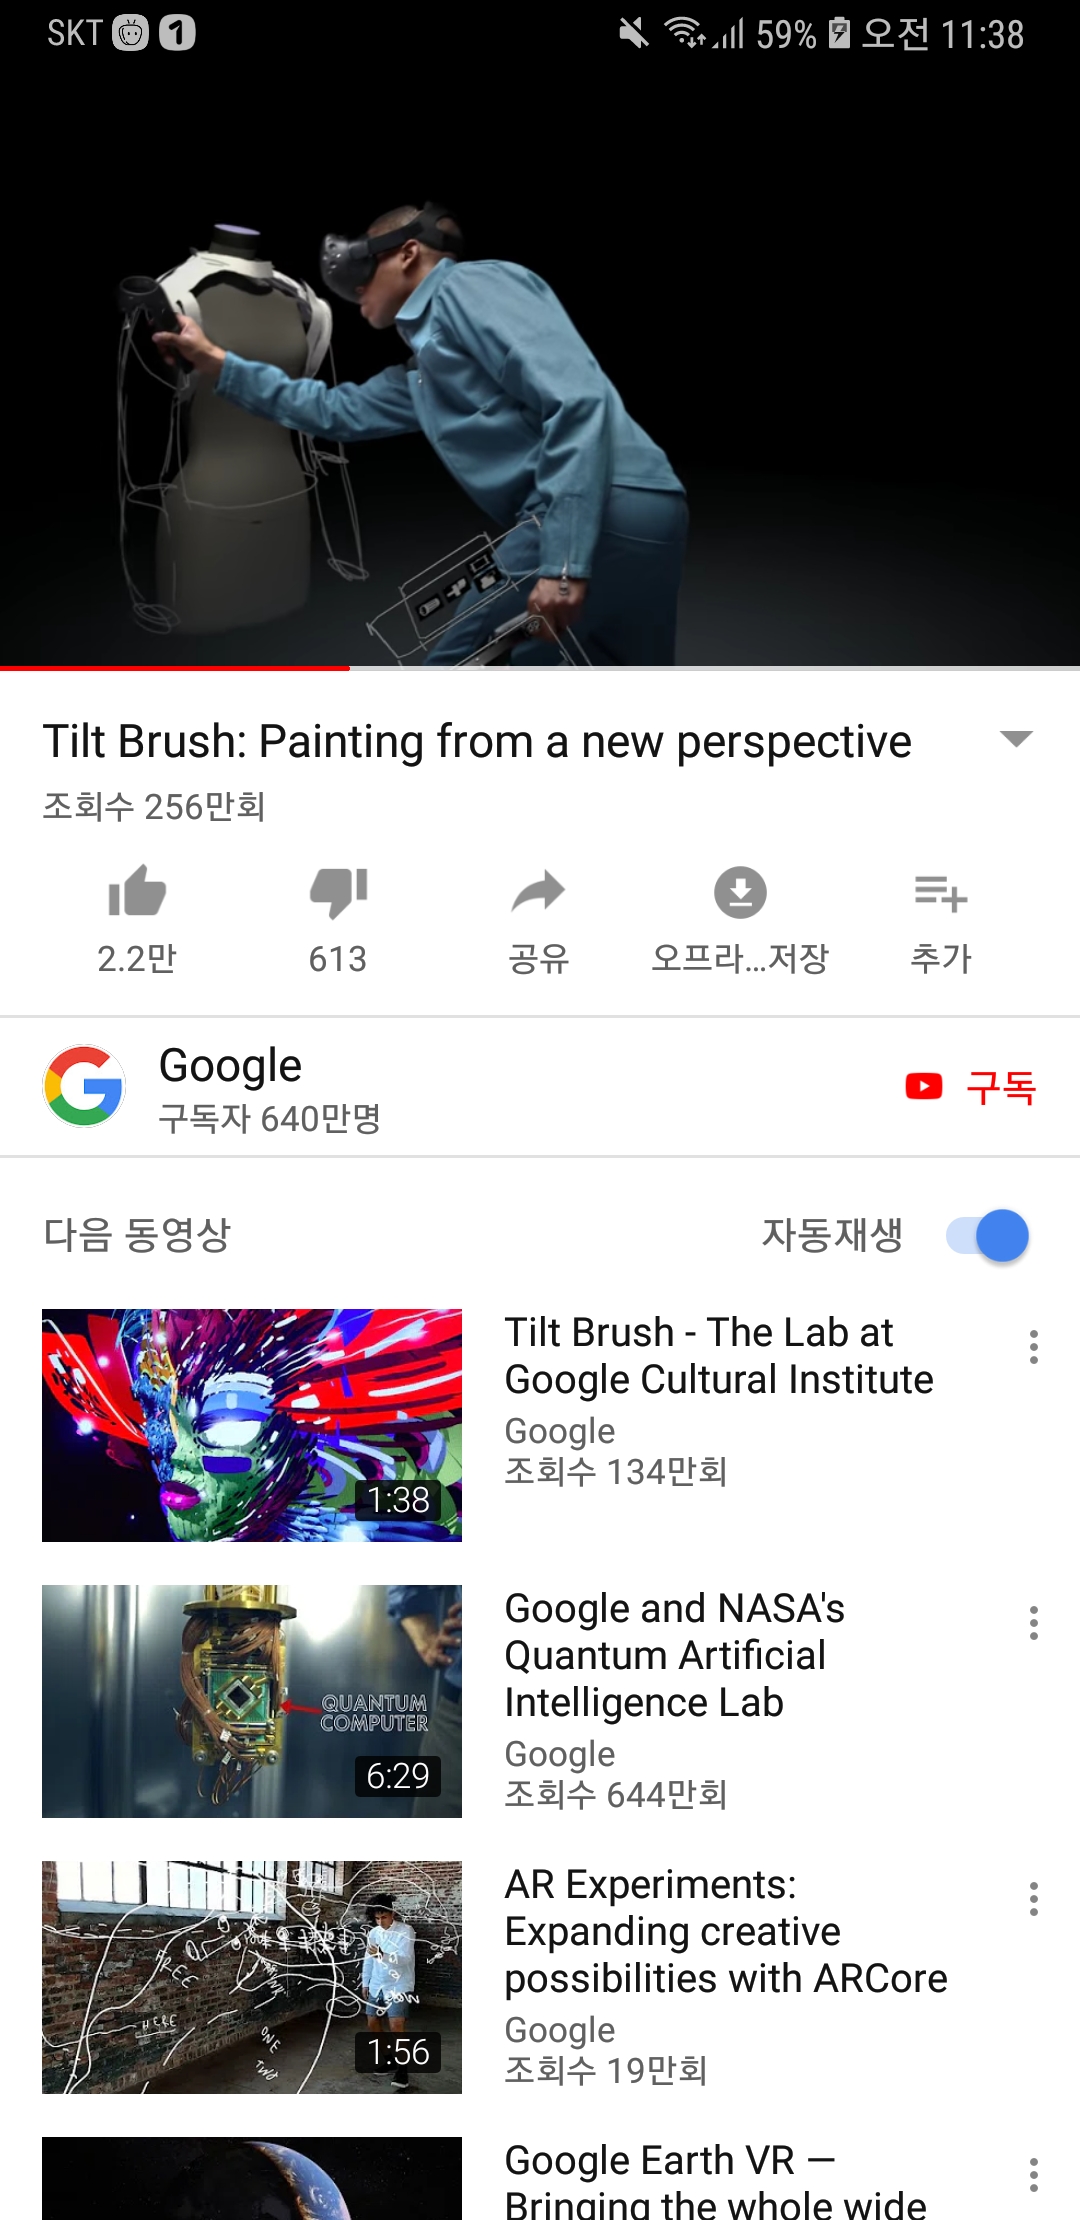 SKT 1 59% 오전 11:38
Tilt Brush: Painting from a new perspective
조회수 256만회
2.2만 613 공유 오프라...저장 추가
Google
구독자 640만명
구독
다음 동영상 자동재생
Tilt Brush - The Lab at
Google Cultural Institute
Google
조회수 134만회
1:38
Google and NASA's
Quantum Artificial
Intelligence Lab
Google
조회수 644만회
QUANTUM
COMPUTER
6:29
AR Experiments:
Expanding creative
possibilities with ARCore
Google
조회수 19만회
FREE
HERE
ONE
TWO
1:56
Google Earth VR —
Bringing the whole wide